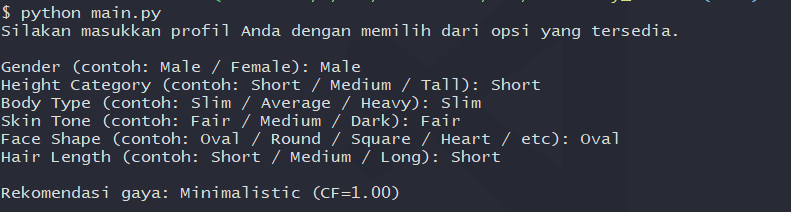 $ python main.py
Silakan masukkan profil Anda dengan memilih dari opsi yang tersedia.
Gender (contoh: Male / Female): Male
Height Category (contoh: Short / Medium / Tall): Short
Body Type (contoh: Slim / Average / Heavy): Slim
Skin Tone (contoh: Fair / Medium / Dark): Fair
Face Shape (contoh: Oval / Round / Square / Heart / etc): Oval
Hair Length (contoh: Short / Medium / Long): Short
Rekomendasi gaya: Minimalistic (CF=1.00)